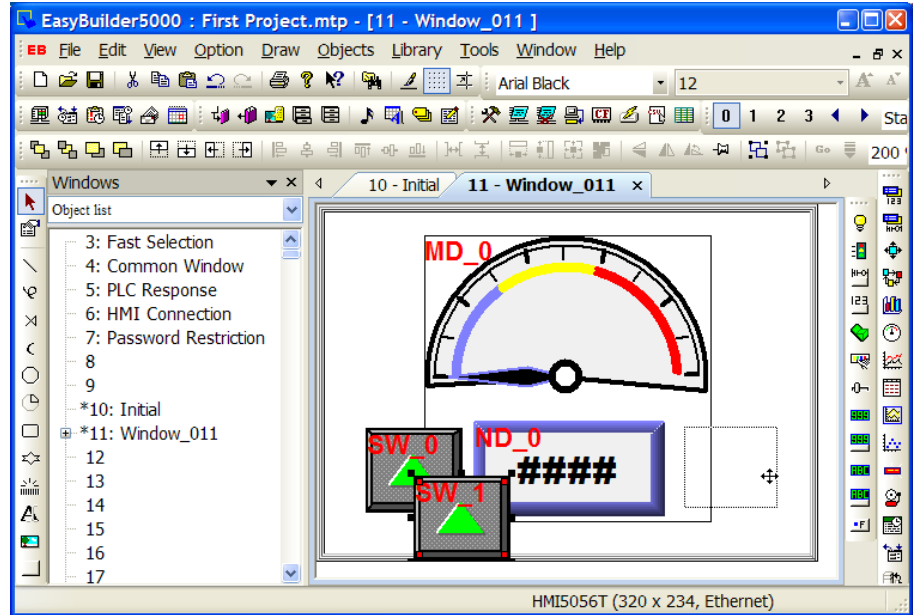 EasyBuilder5000 : First Project.mtp - [11 - Window_011 ]
EB File Edit View Option Draw Objects Library Tools Window Help
Arial Black 12
0 1 2 3 Sta
Go 200
Windows
10 - Initial 11 - Window_011
Object list
3: Fast Selection
4: Common Window
5: PLC Response
6: HMI Connection
7: Password Restriction
8
9
*10: Initial
*11: Window_011
12
13
14
15
16
17
MD_0
SW_0
ND_0
####
SW_1
HMI5056T (320 x 234, Ethernet)